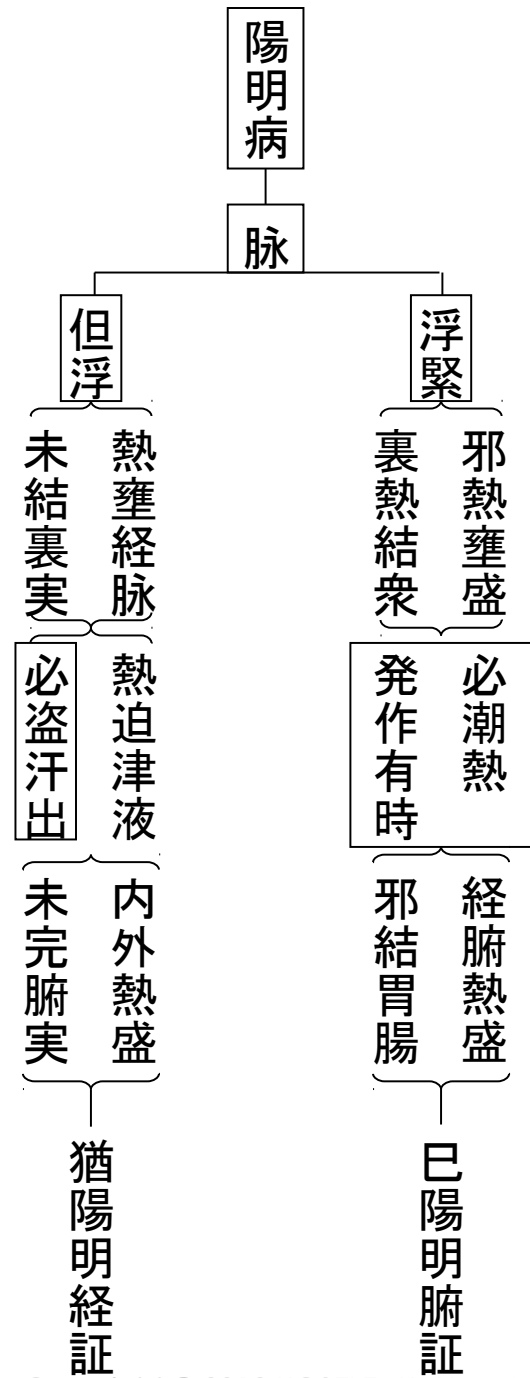 陽明病
脉
浮緊
邪熱壅盛
裏熱結衆
必潮熱
発作有時
経腑熱盛
邪結胃腸
巳陽明腑証
但浮
熱壅経脉
未結裏実
熱迫津液
必盗汗出
内外熱盛
未完腑実
猶陽明経証